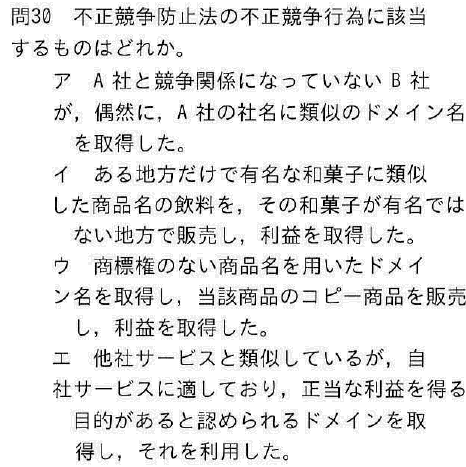 問30 不正競争防止法の不正競争行為に該当
するものはどれか。
ア A社と競争関係になっていない B 社
が，偶然に，A 社の社名に類似のドメイン名
を取得した。
イ ある地方だけで有名な和菓子に類似
した商品名の飲料を，その和菓子が有名では
ない地方で販売し，利益を取得した。
ウ 商標権のない商品名を用いたドメイ
ン名を取得し，当該商品のコピー商品を販売
し，利益を取得した。
エ 他社サービスと類似しているが，自
社サービスに適しており，正当な利益を得る
目的があると認められるドメインを取
得し，それを利用した。